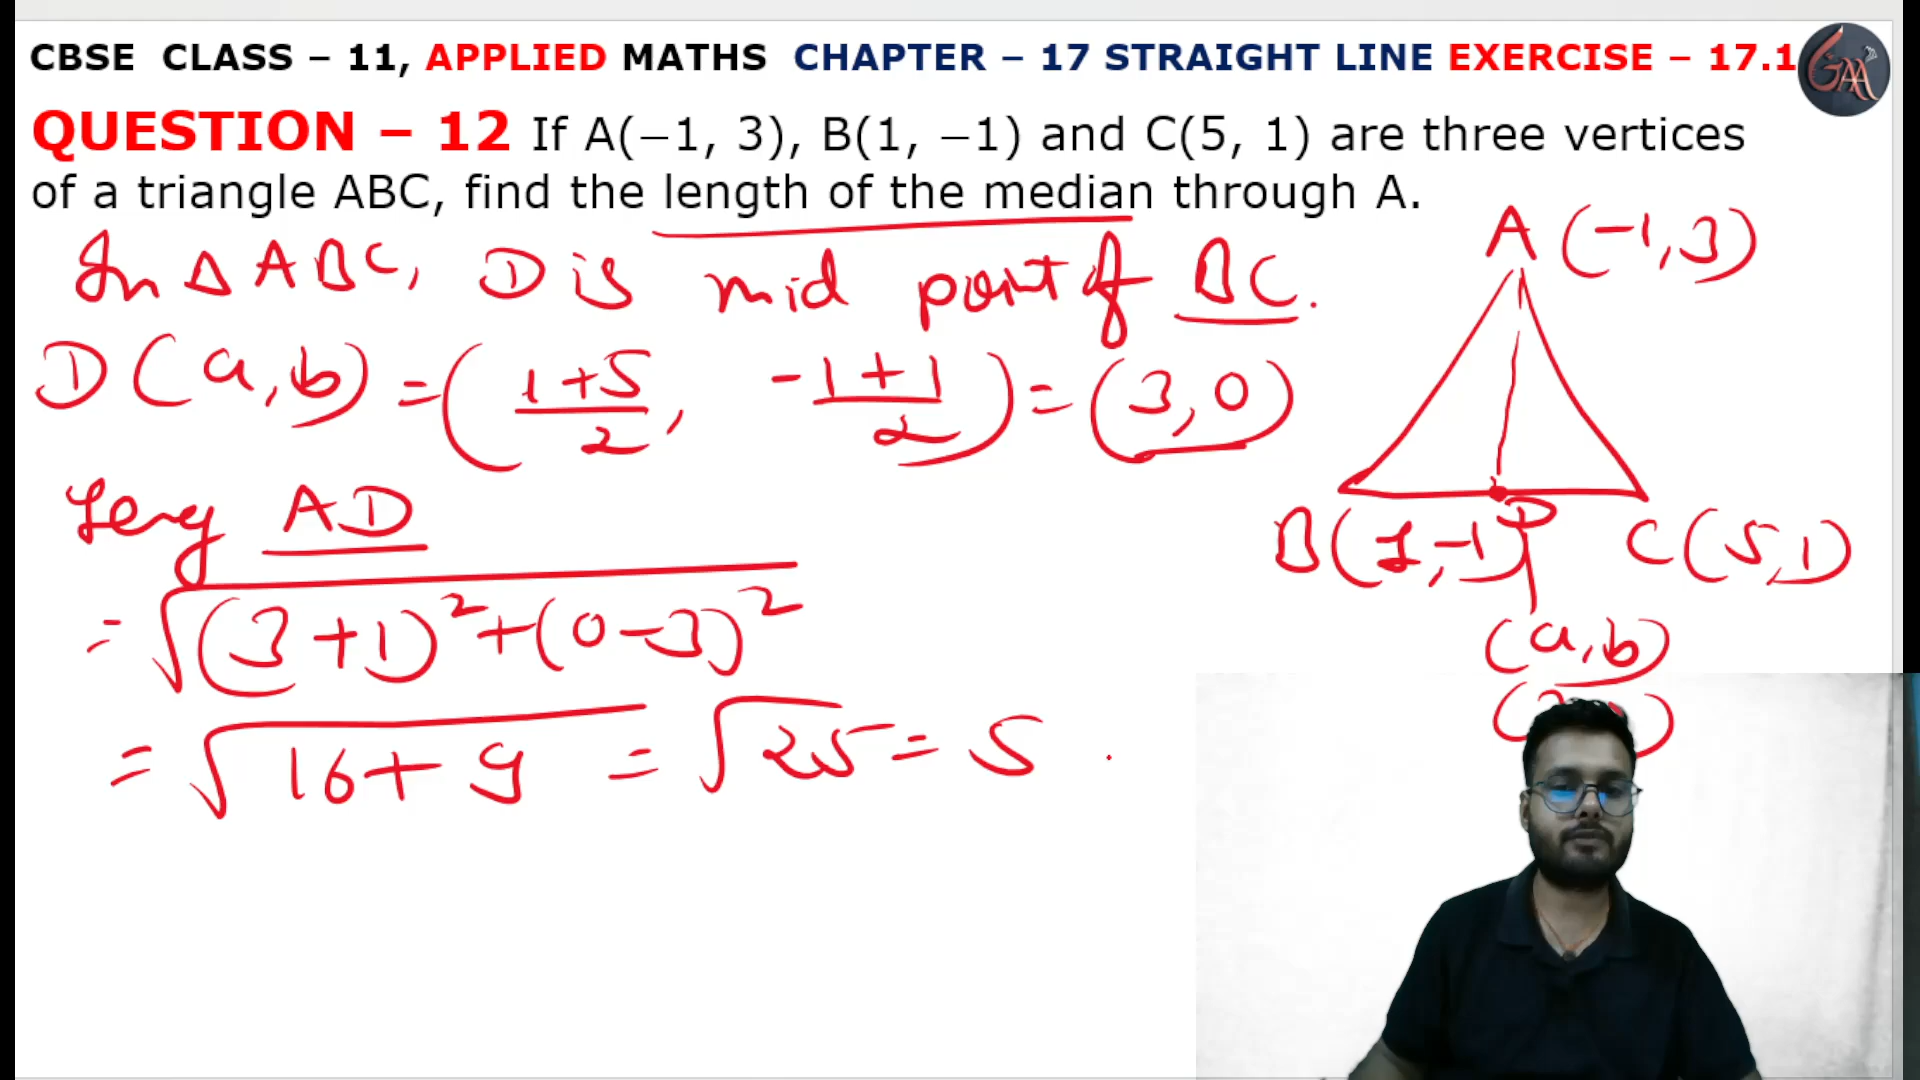 CBSE CLASS – 11, APPLIED MATHS CHAPTER – 17 STRAIGHT LINE EXERCISE – 17.1
GAA
QUESTION – 12 If A(−1, 3), B(1, −1) and C(5, 1) are three vertices
of a triangle ABC, find the length of the median through A.
In Δ ABC, D is mid point of BC.
D(a,b) = (1+5/2, -1+1/2) = (3,0)
Leng AD
= √(3+1)²+(0-3)²
= √16+9 = √25 = 5
A(-1,3)
B(1,-1)
D
C(5,1)
(a,b)